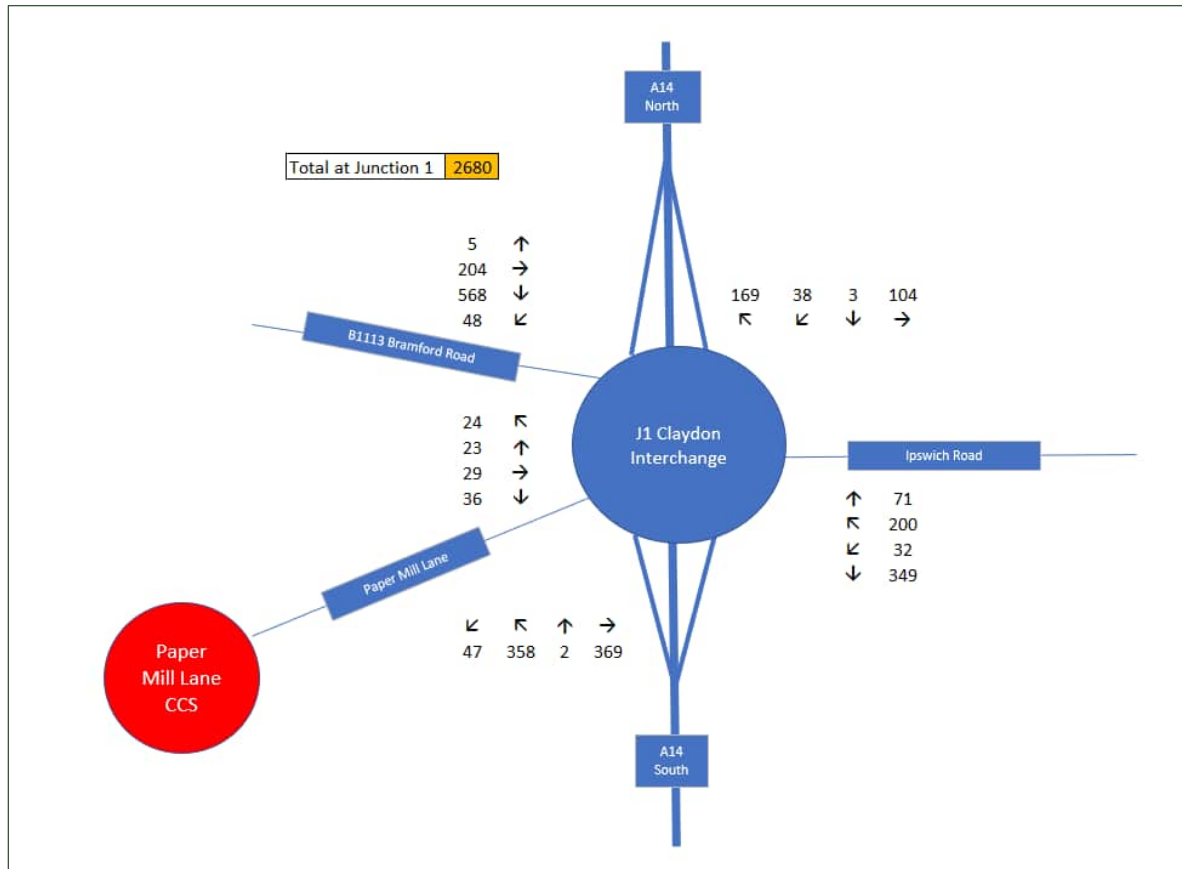 A14
North
Total at Junction 1 2680
5 ↑
204 →
568 ↓
48 ↙
169 38 3 104
↖ ↙ ↓ →
B1113 Bramford Road
24 ↖
23 ↑
29 →
36 ↓
J1 Claydon
Interchange
Ipswich Road
↑ 71
↖ 200
↙ 32
↓ 349
Paper Mill Lane
↙ ↖ ↑ →
47 358 2 369
Paper
Mill Lane
CCS
A14
South